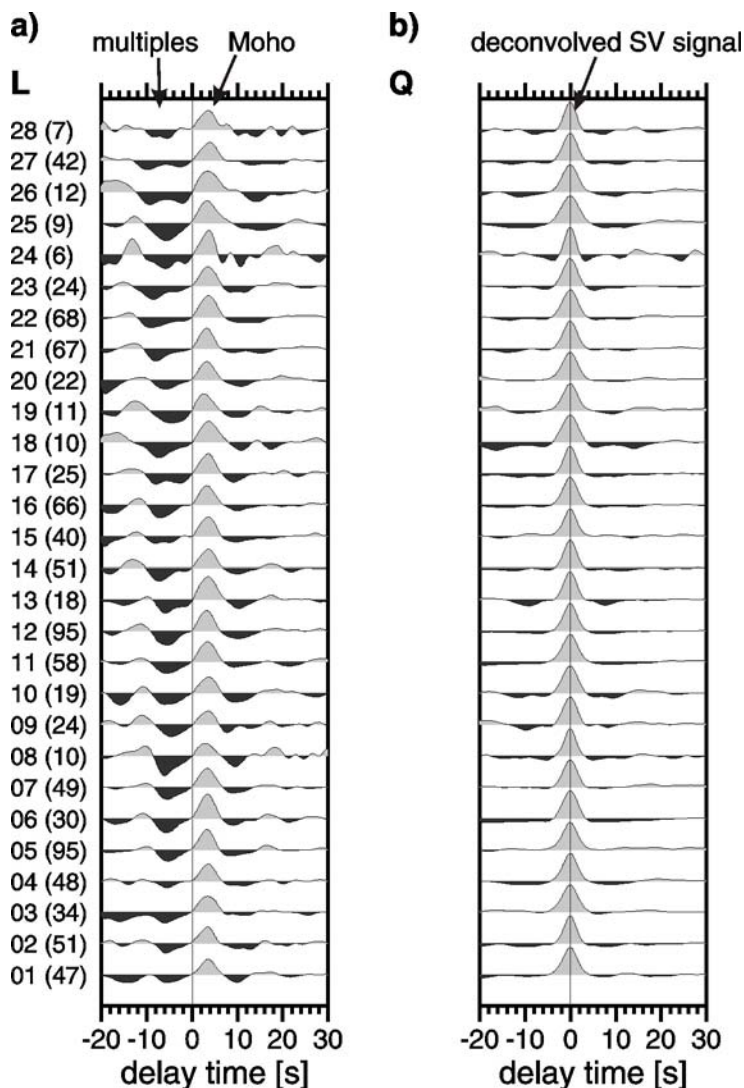 a)
multiples
Moho
L
28 (7)
27 (42)
26 (12)
25 (9)
24 (6)
23 (24)
22 (68)
21 (67)
20 (22)
19 (11)
18 (10)
17 (25)
16 (66)
15 (40)
14 (51)
13 (18)
12 (95)
11 (58)
10 (19)
09 (24)
08 (10)
07 (49)
06 (30)
05 (95)
04 (48)
03 (34)
02 (51)
01 (47)
-20 -10 0 10 20 30
delay time [s]
b)
deconvolved SV signal
Q
-20 -10 0 10 20 30
delay time [s]